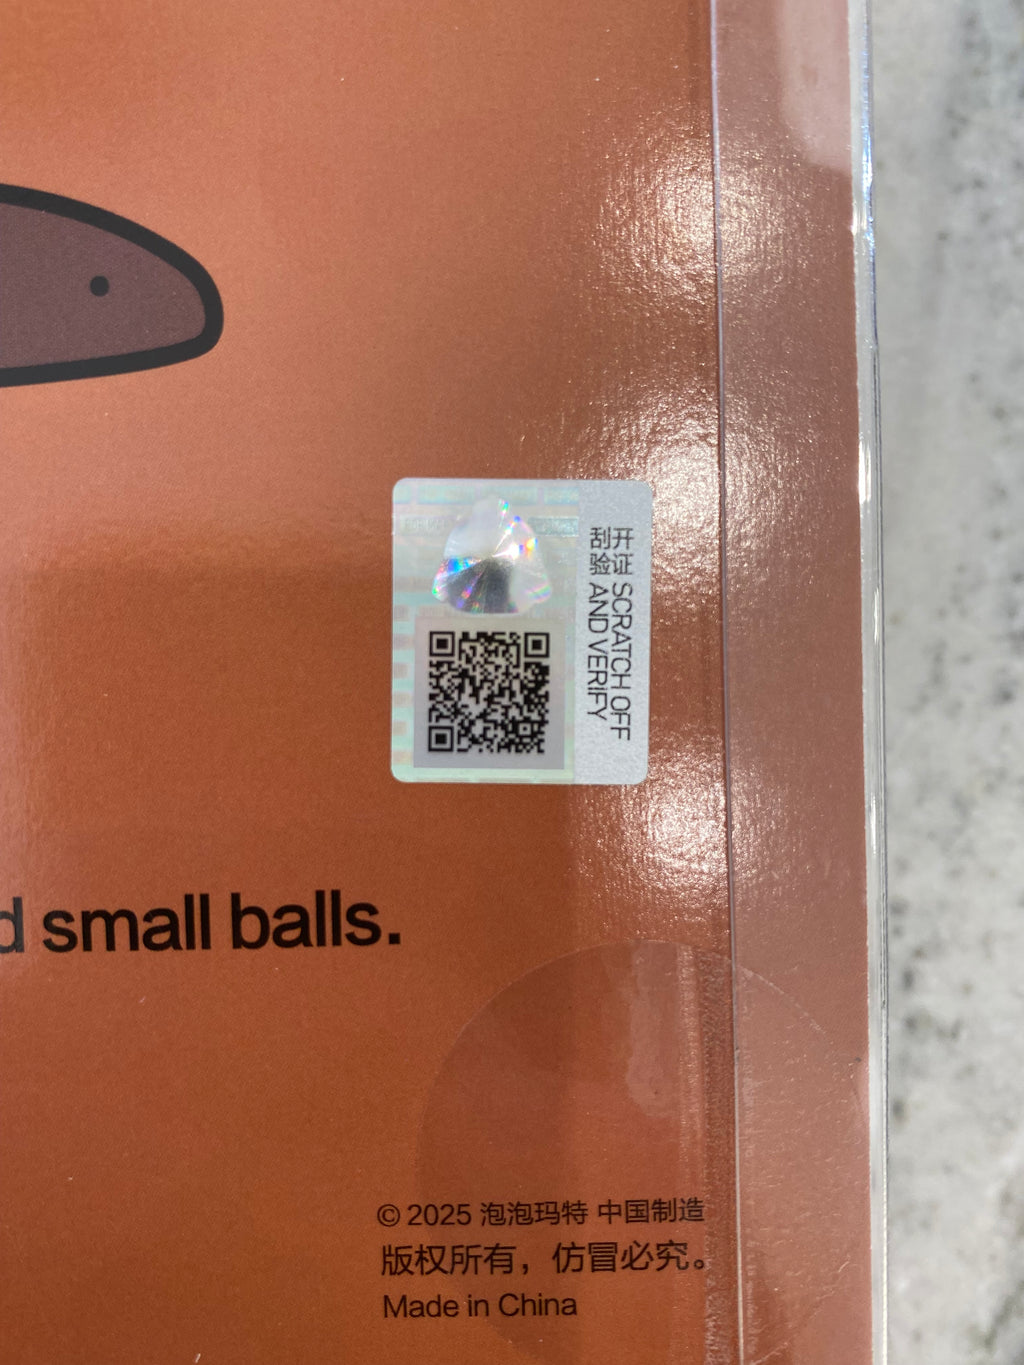 刮开
验证
SCRATCH OFF
AND VERIFY
d small balls.
© 2025 泡泡玛特 中国制造
版权所有，仿冒必究。
Made in China